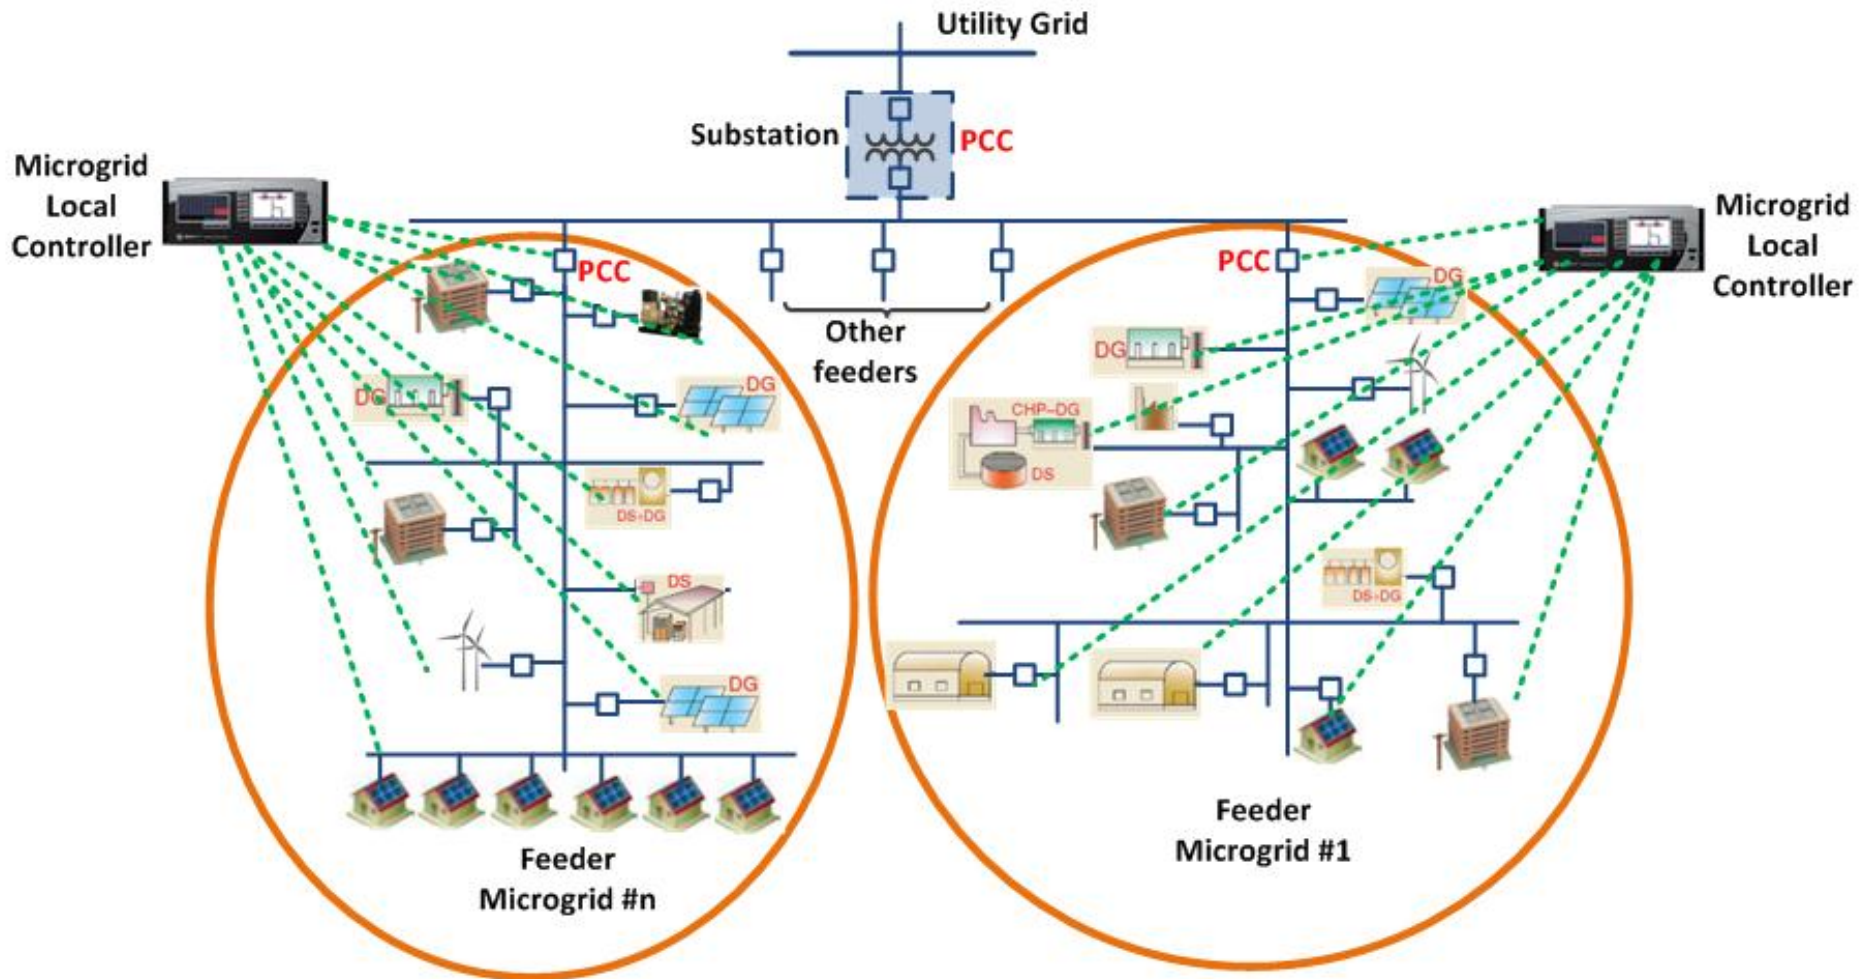 Utility Grid
Substation
PCC
Microgrid
Local
Controller
Microgrid
Local
Controller
PCC
PCC
Other
feeders
DG
DG
DG
DG
CHP-DG
DS
DS+DG
DS
DS+DG
DG
Feeder
Microgrid #1
Feeder
Microgrid #n